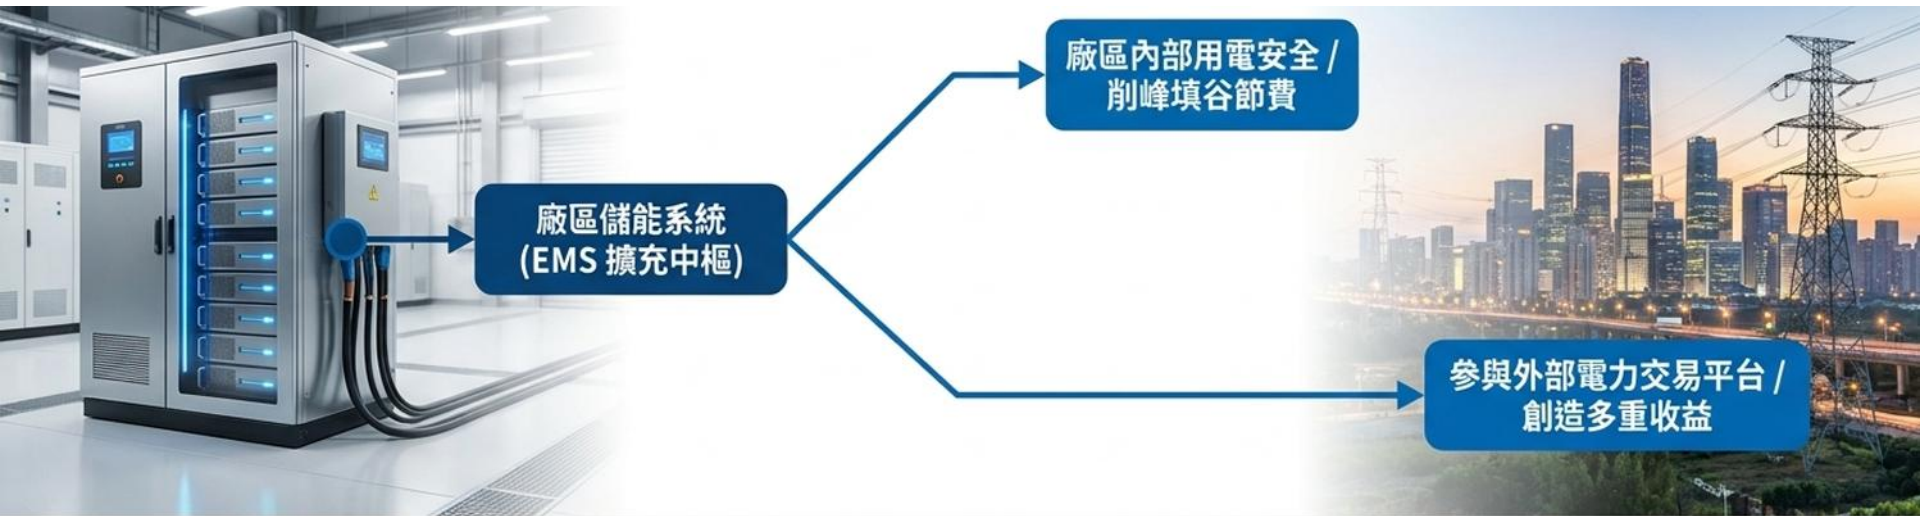 廠區內部用電安全 /
削峰填谷節費
廠區儲能系統
(EMS 擴充中樞)
參與外部電力交易平台 /
創造多重收益